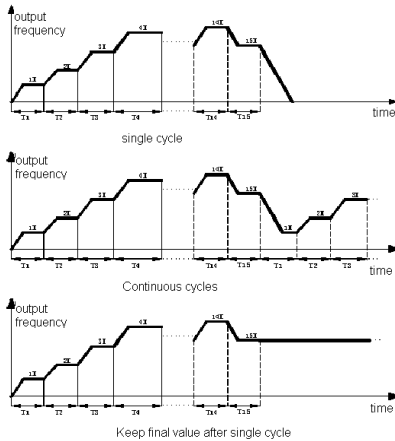 output
frequency
1X 2X 3X 4X 14X 15X
T1 T2 T3 T4 T14 T15
time
single cycle
output
frequency
1X 2X 3X 4X 14X 15X 1X 2X 3X
T1 T2 T3 T4 T14 T15 T1 T2 T3
time
Continuous cycles
output
frequency
1X 2X 3X 4X 14X 15X
T1 T2 T3 T4 T14 T15
time
Keep final value after single cycle